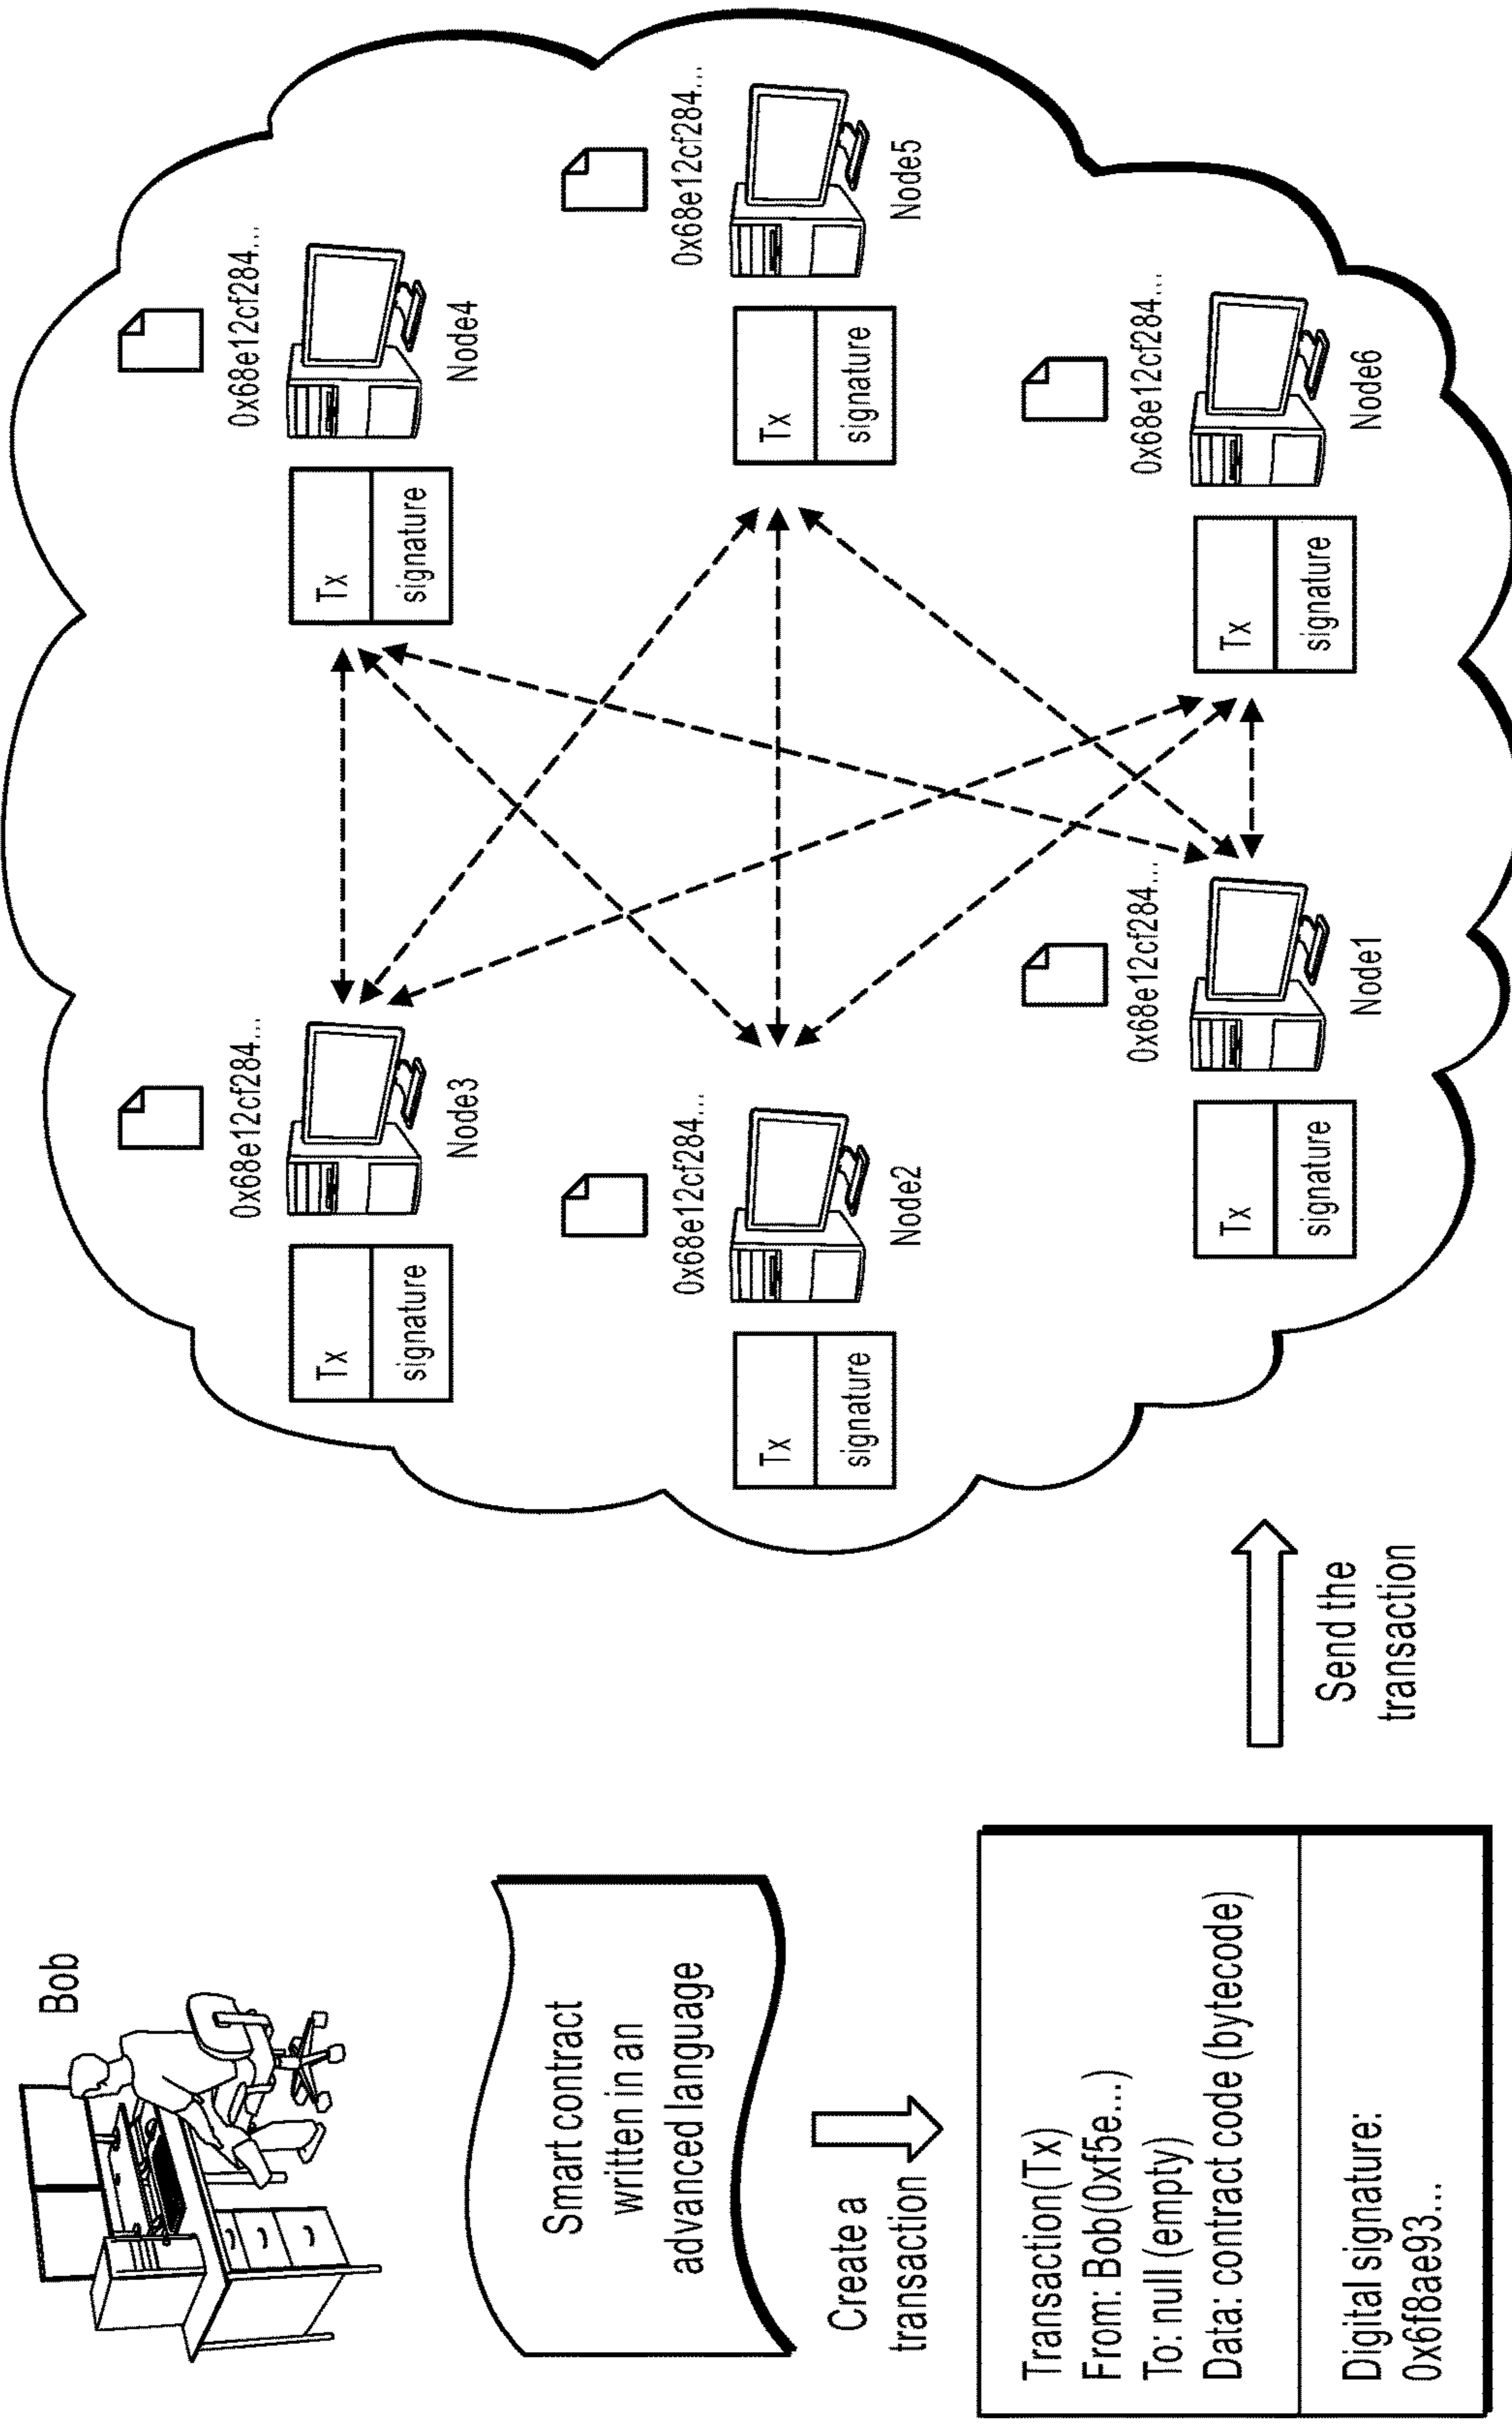 Bob
Smart contract
written in an
advanced language
Create a
transaction
Transaction(Tx)
From: Bob(0xf5e...)
To: null (empty)
Data: contract code (bytecode)
Digital signature:
0x6f8ae93...
Send the
transaction
0x68e12cf284...
Tx
signature
Node3
0x68e12cf284...
Tx
signature
Node4
0x68e12cf284...
Tx
signature
Node2
0x68e12cf284...
Tx
signature
Node5
0x68e12cf284...
Tx
signature
Node1
0x68e12cf284...
Tx
signature
Node6